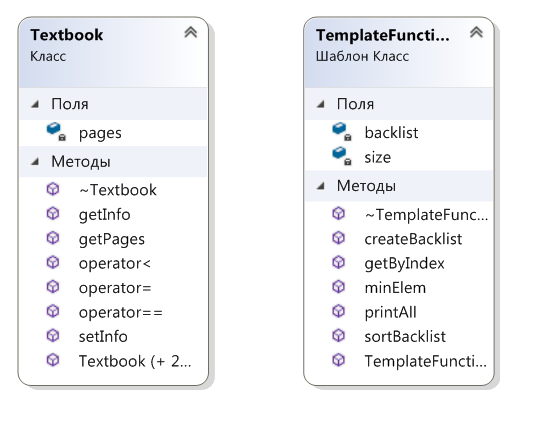 Textbook
Класс
Поля
pages
Методы
~Textbook
getInfo
getPages
operator<
operator=
operator==
setInfo
Textbook (+ 2...
TemplateFuncti...
Шаблон Класс
Поля
backlist
size
Методы
~TemplateFunc...
createBacklist
getByIndex
minElem
printAll
sortBacklist
TemplateFuncti...